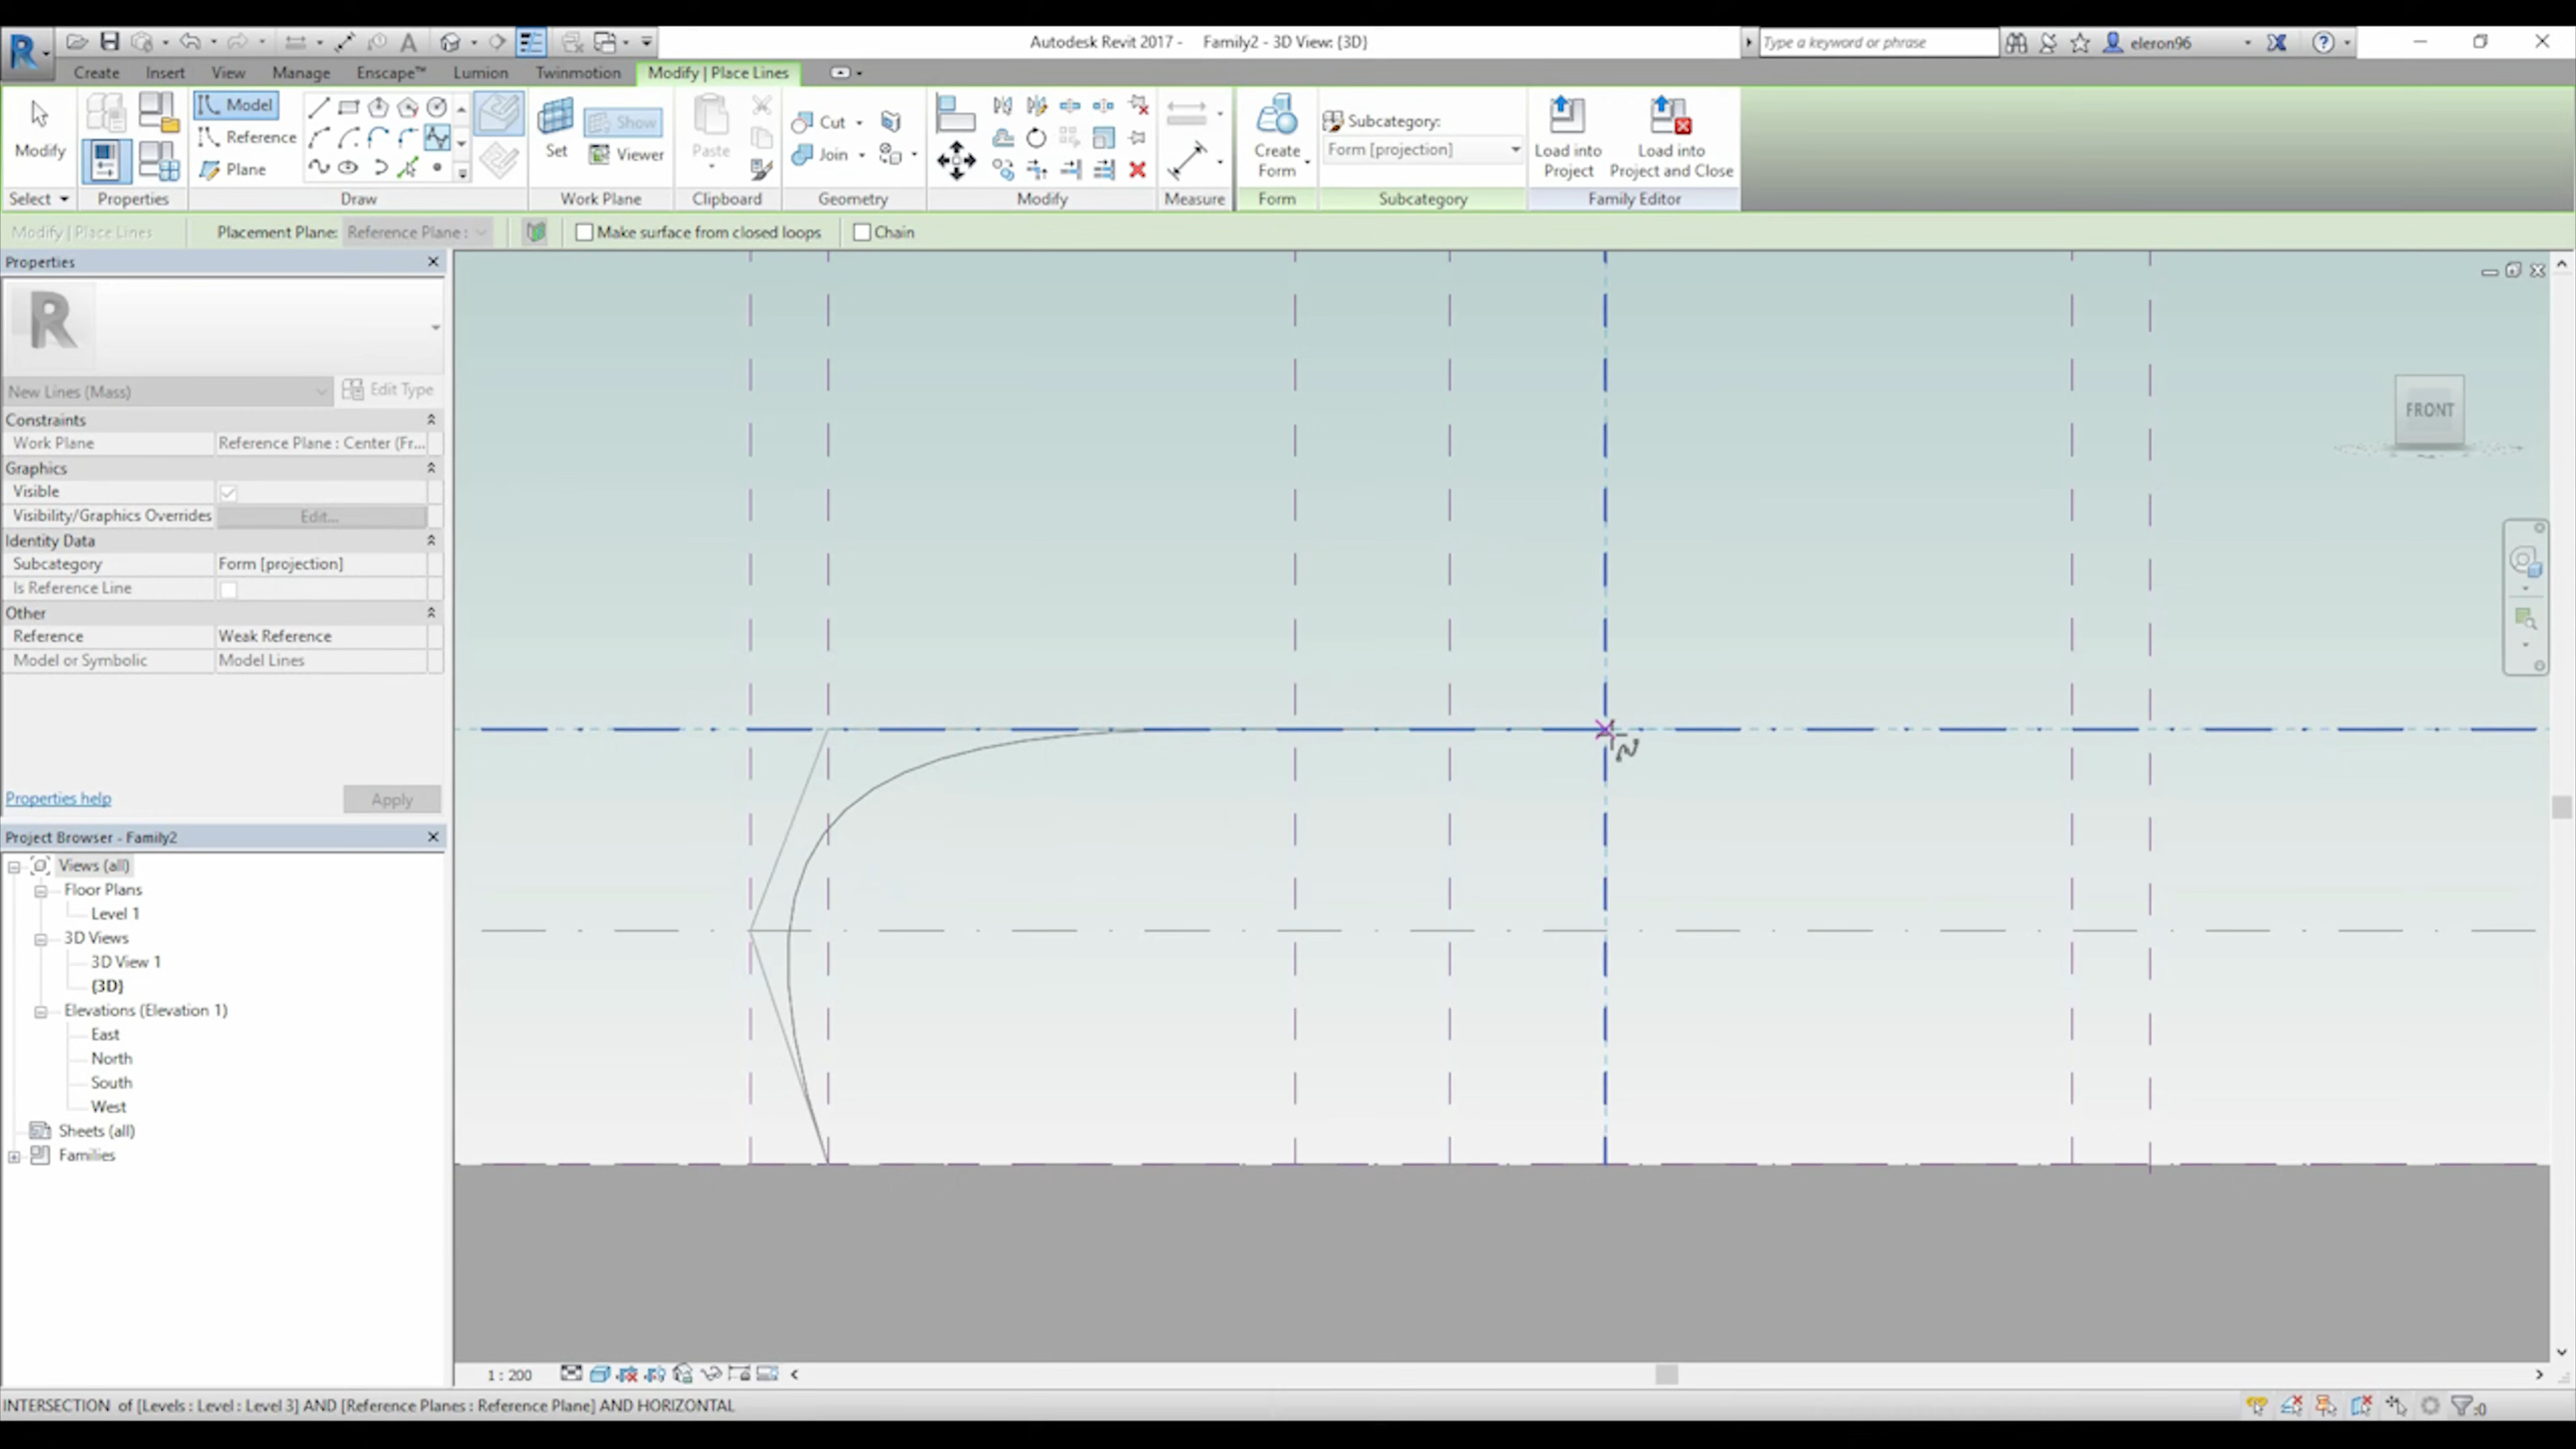 Autodesk Revit 2017 - Family2 - 3D View: {3D}
Type a keyword or phrase
eleron96
Create Insert View Manage Enscape™ Lumion Twinmotion Modify | Place Lines
Modify
Model
Reference
Plane
Set
Show
Viewer
Paste
Cut
Join
Create Form
Subcategory:
Form [projection]
Load into Project
Load into Project and Close
Select Properties Draw Work Plane Clipboard Geometry Modify Measure Form Subcategory Family Editor
Modify | Place Lines Placement Plane: Reference Plane : Make surface from closed loops Chain
Properties
R
New Lines (Mass) Edit Type
Constraints
Work Plane Reference Plane : Center (Fr...
Graphics
Visible
Visibility/Graphics Overrides Edit...
Identity Data
Subcategory Form [projection]
Is Reference Line
Other
Reference Weak Reference
Model or Symbolic Model Lines
Properties help Apply
Project Browser - Family2
Views (all)
Floor Plans
Level 1
3D Views
3D View 1
{3D}
Elevations (Elevation 1)
East
North
South
West
Sheets (all)
Families
FRONT
1 : 200
INTERSECTION of [Levels : Level : Level 3] AND [Reference Planes : Reference Plane] AND HORIZONTAL
:0